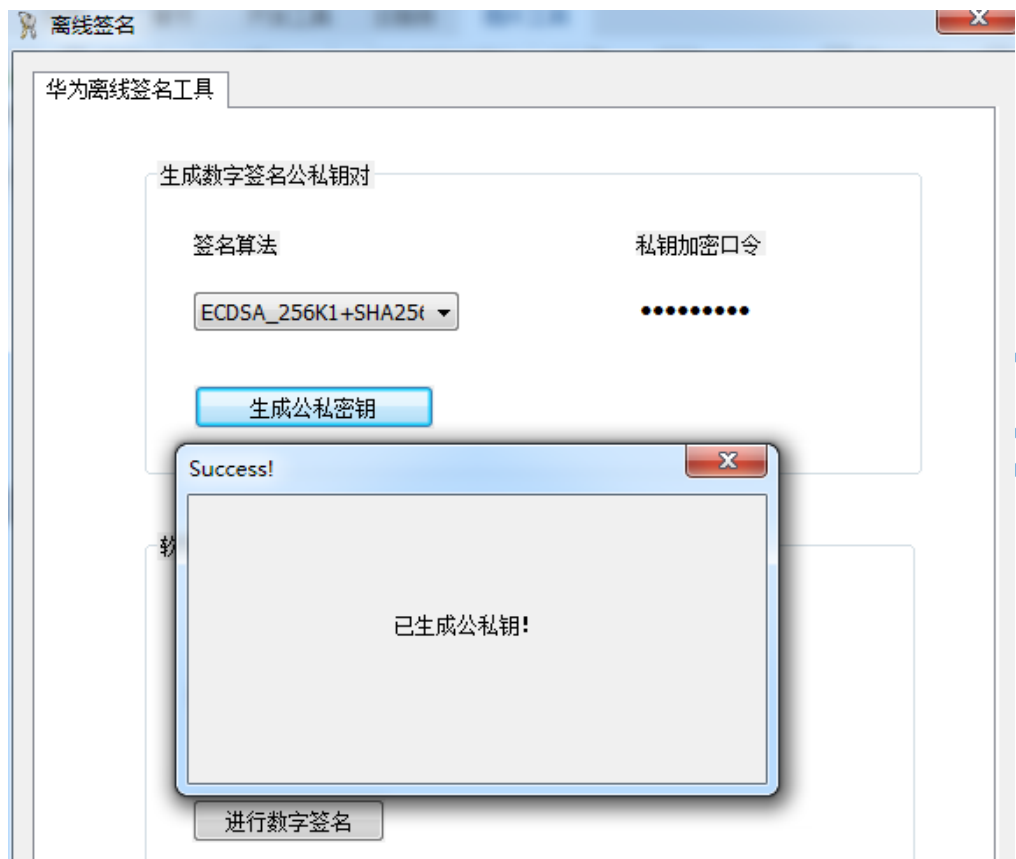 离线签名
华为离线签名工具
生成数字签名公私钥对
签名算法 私钥加密口令
ECDSA_256K1+SHA256 •••••••••
生成公私密钥
Success!
软
已生成公私钥!
进行数字签名